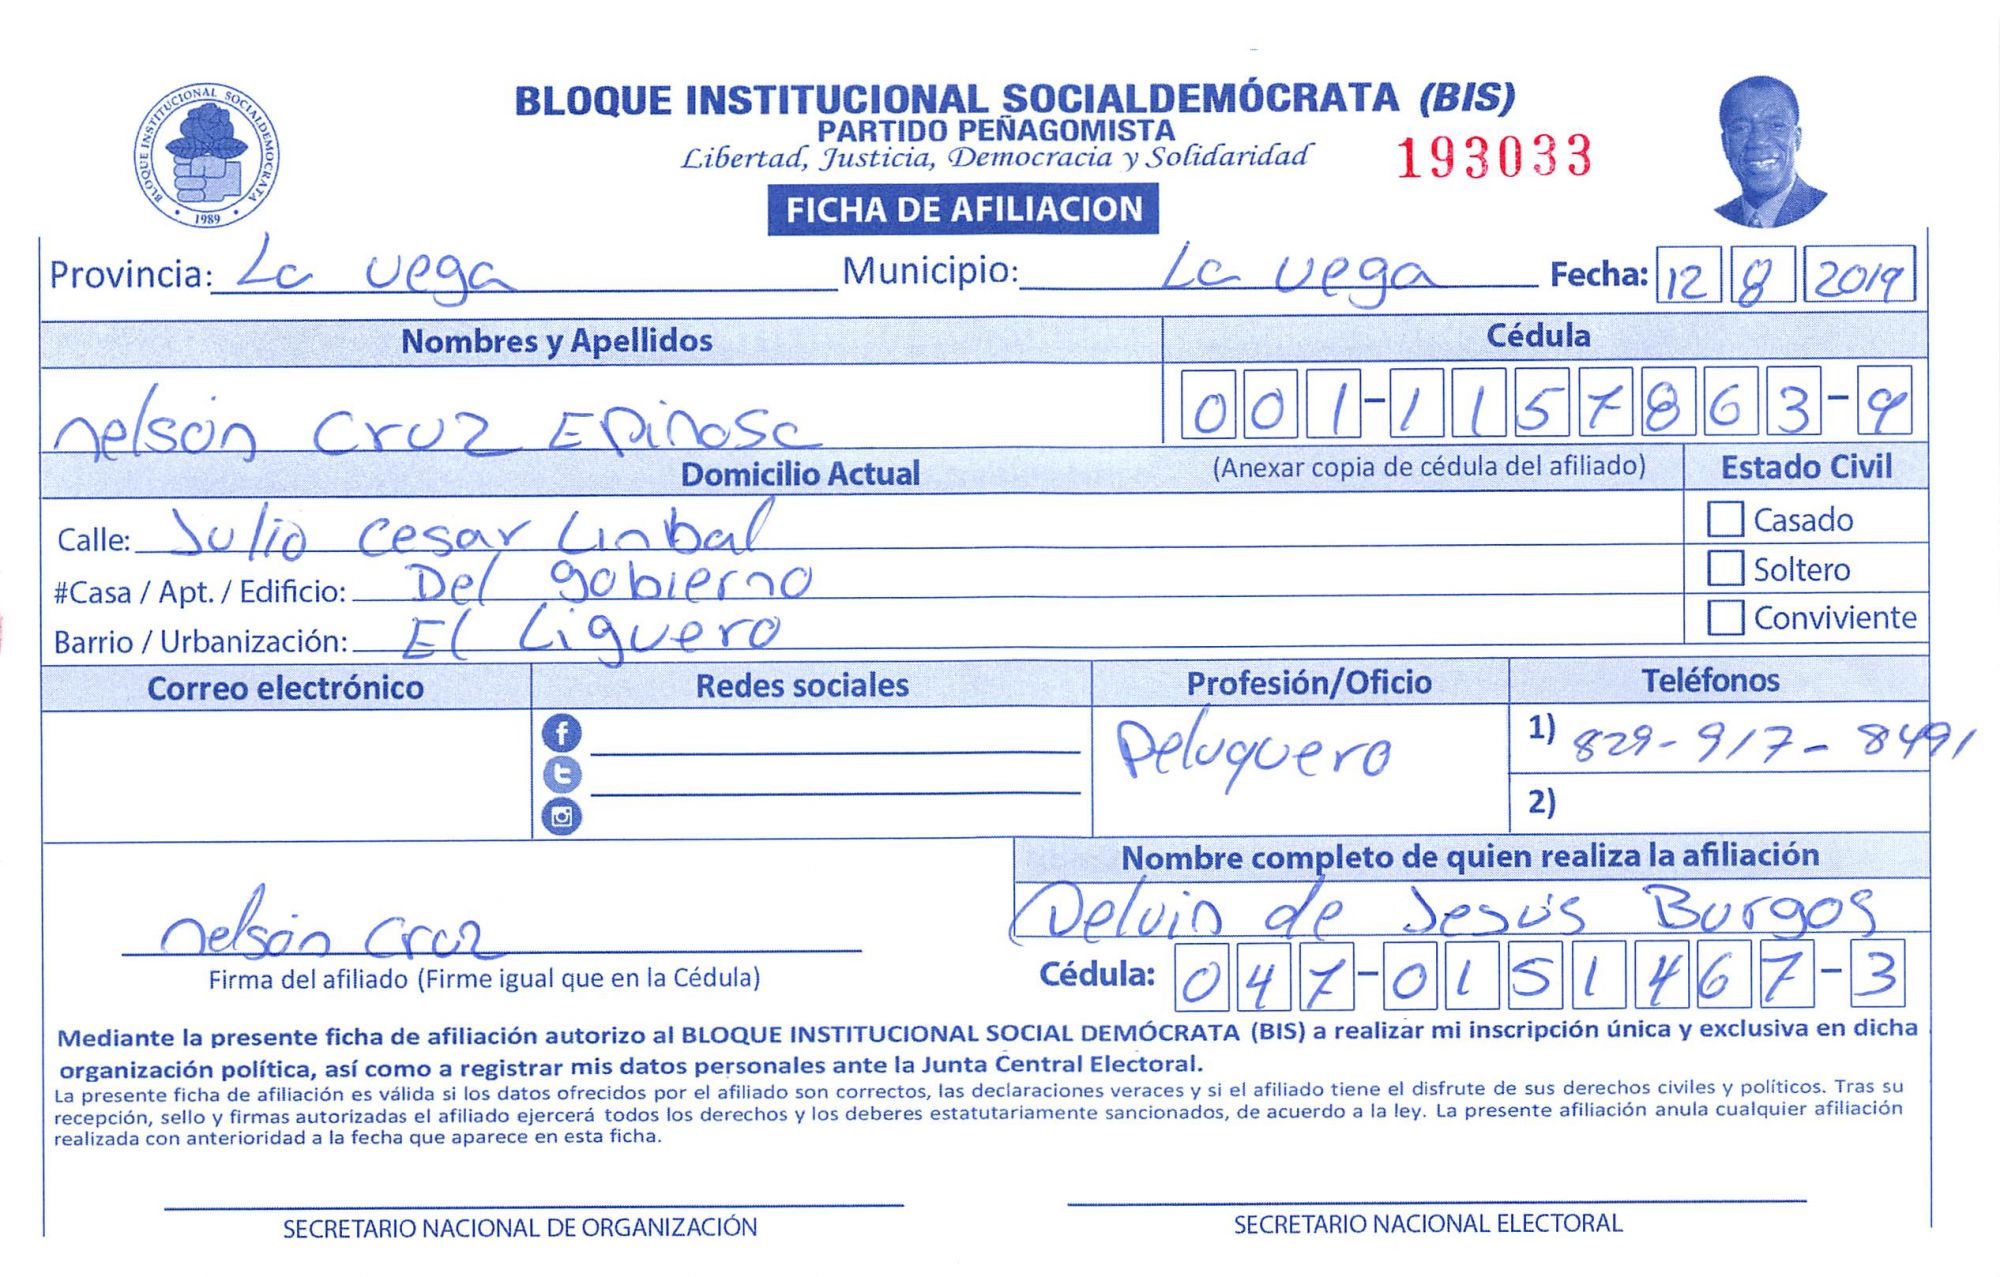 BLOQUE INSTITUCIONAL SOCIALDEMÓCRATA (BIS)
PARTIDO PEÑAGOMISTA
Libertad, Justicia, Democracia y Solidaridad
193033
BLOQUE INSTITUCIONAL SOCIALDEMOCRATA
1989
FICHA DE AFILIACION
Provincia: La vega Municipio: La vega Fecha: 12 8 2019
Nombres y Apellidos Cédula
nelson Cruz Epinosa 001-1157863-9
Domicilio Actual (Anexar copia de cédula del afiliado) Estado Civil
Calle: Julio Cesar Linbal Casado
#Casa / Apt. / Edificio: Del gobierno Soltero
Barrio / Urbanización: El Liguero Conviviente
Correo electrónico Redes sociales Profesión/Oficio Teléfonos
Peluquero 1) 829-917-8491
2)
Nombre completo de quien realiza la afiliación
nelson Cruz Delvin de Jesús Burgos
Firma del afiliado (Firme igual que en la Cédula) Cédula: 047-0151467-3
Mediante la presente ficha de afiliación autorizo al BLOQUE INSTITUCIONAL SOCIAL DEMÓCRATA (BIS) a realizar mi inscripción única y exclusiva en dicha
organización política, así como a registrar mis datos personales ante la Junta Central Electoral.
La presente ficha de afiliación es válida si los datos ofrecidos por el afiliado son correctos, las declaraciones veraces y si el afiliado tiene el disfrute de sus derechos civiles y políticos. Tras su
recepción, sello y firmas autorizadas el afiliado ejercerá todos los derechos y los deberes estatutariamente sancionados, de acuerdo a la ley. La presente afiliación anula cualquier afiliación
realizada con anterioridad a la fecha que aparece en esta ficha.
SECRETARIO NACIONAL DE ORGANIZACIÓN SECRETARIO NACIONAL ELECTORAL